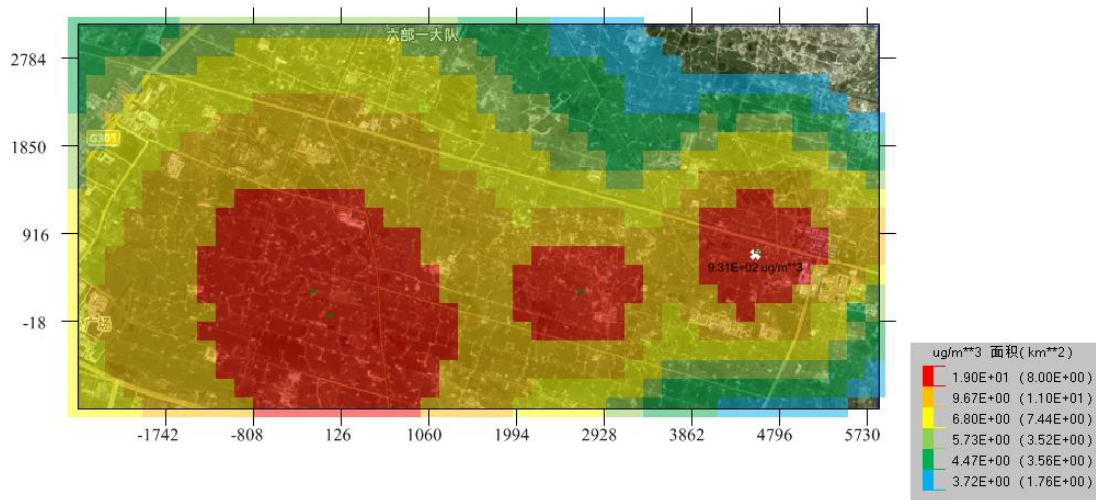 六部一大队
2784
1850
G301
916
9.31E+02 ug/m**3
-18
-1742 -808 126 1060 1994 2928 3862 4796 5730
ug/m**3 面积(km**2)
1.90E+01 (8.00E+00)
9.67E+00 (1.10E+01)
6.80E+00 (7.44E+00)
5.73E+00 (3.52E+00)
4.47E+00 (3.56E+00)
3.72E+00 (1.76E+00)